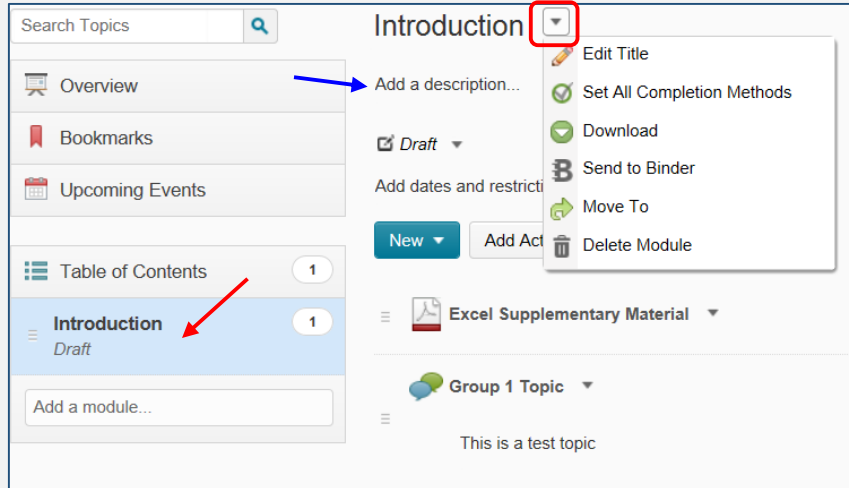 Search Topics
Overview
Bookmarks
Upcoming Events
Table of Contents 1
Introduction 1
Draft
Add a module...
Introduction
Edit Title
Set All Completion Methods
Download
Send to Binder
Move To
Delete Module
Add a description...
Draft
Add dates and restricti
New Add Act
Excel Supplementary Material
Group 1 Topic
This is a test topic